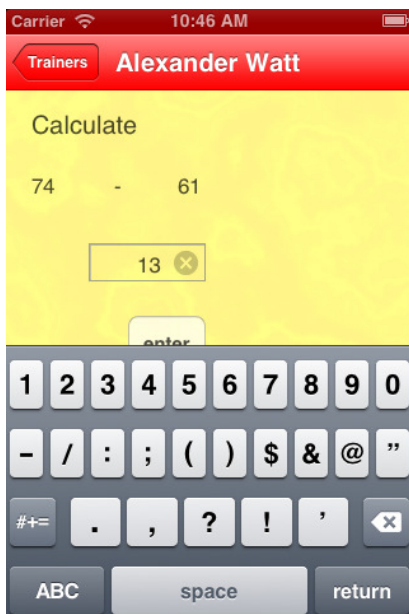 Carrier 10:46 AM
Trainers Alexander Watt
Calculate
74 - 61
13
enter
1 2 3 4 5 6 7 8 9 0
- / : ; ( ) $ & @ "
#+= . , ? ! '
ABC space return